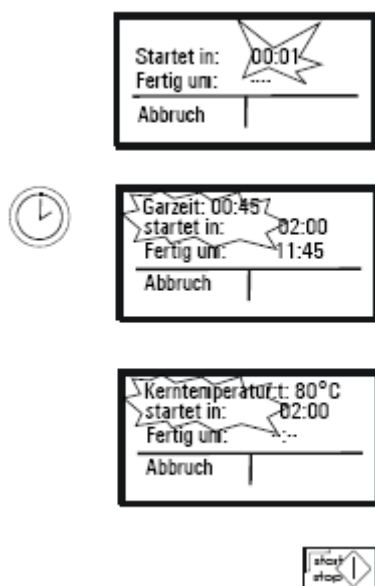 Startet in: 00:01
Fertig um: ----
Abbruch
Garzeit: 00:45
startet in: 02:00
Fertig um: 11:45
Abbruch
Kerntemperatur: 80°C
startet in: 02:00
Fertig um: --:--
Abbruch
start
stop